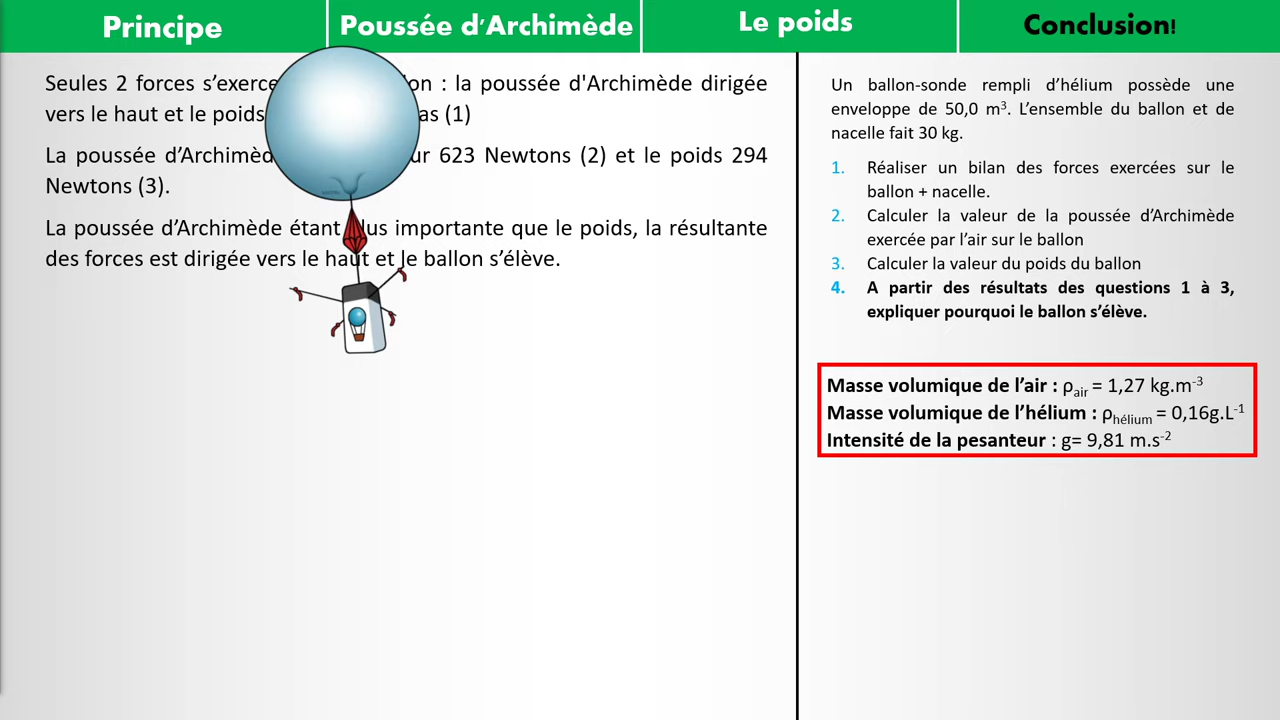 Principe
Poussée d'Archimède
Le poids
Conclusion!
Seules 2 forces s’exerce on : la poussée d'Archimède dirigée
vers le haut et le poids as (1)
La poussée d’Archimèd ur 623 Newtons (2) et le poids 294
Newtons (3).
La poussée d’Archimède étant lus importante que le poids, la résultante
des forces est dirigée vers le haut et le ballon s’élève.
Un ballon-sonde rempli d’hélium possède une
enveloppe de 50,0 m³. L’ensemble du ballon et de
nacelle fait 30 kg.
1. Réaliser un bilan des forces exercées sur le
ballon + nacelle.
2. Calculer la valeur de la poussée d’Archimède
exercée par l’air sur le ballon
3. Calculer la valeur du poids du ballon
4. A partir des résultats des questions 1 à 3,
expliquer pourquoi le ballon s’élève.
Masse volumique de l’air : ρair = 1,27 kg.m-3
Masse volumique de l’hélium : ρhélium = 0,16g.L-1
Intensité de la pesanteur : g= 9,81 m.s-2